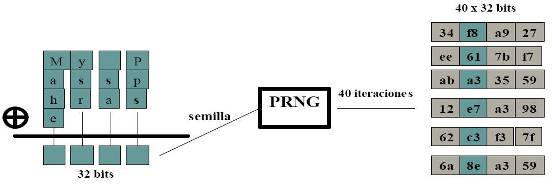 40 x 32 bits
M y P
a s s p
h r a s
e
32 bits
semilla
PRNG
40 iteraciones
34 f8 a9 27
ee 61 7b f7
ab a3 35 59
12 e7 a3 98
62 c3 f3 7f
6a 8e a3 59